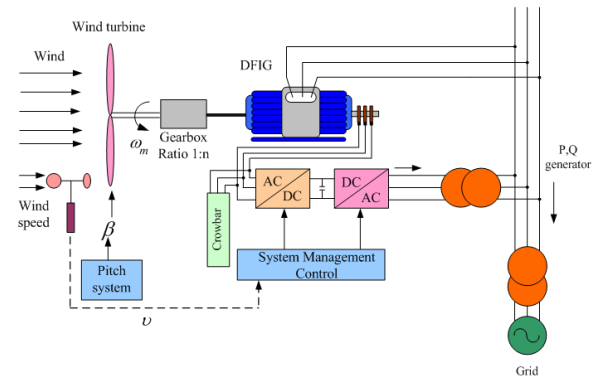 Wind turbine
Wind
DFIG
ω_m
Gearbox
Ratio 1:n
P,Q
generator
Wind
speed
AC
DC
DC
AC
Crowbar
β
System Management
Control
Pitch
system
υ
Grid